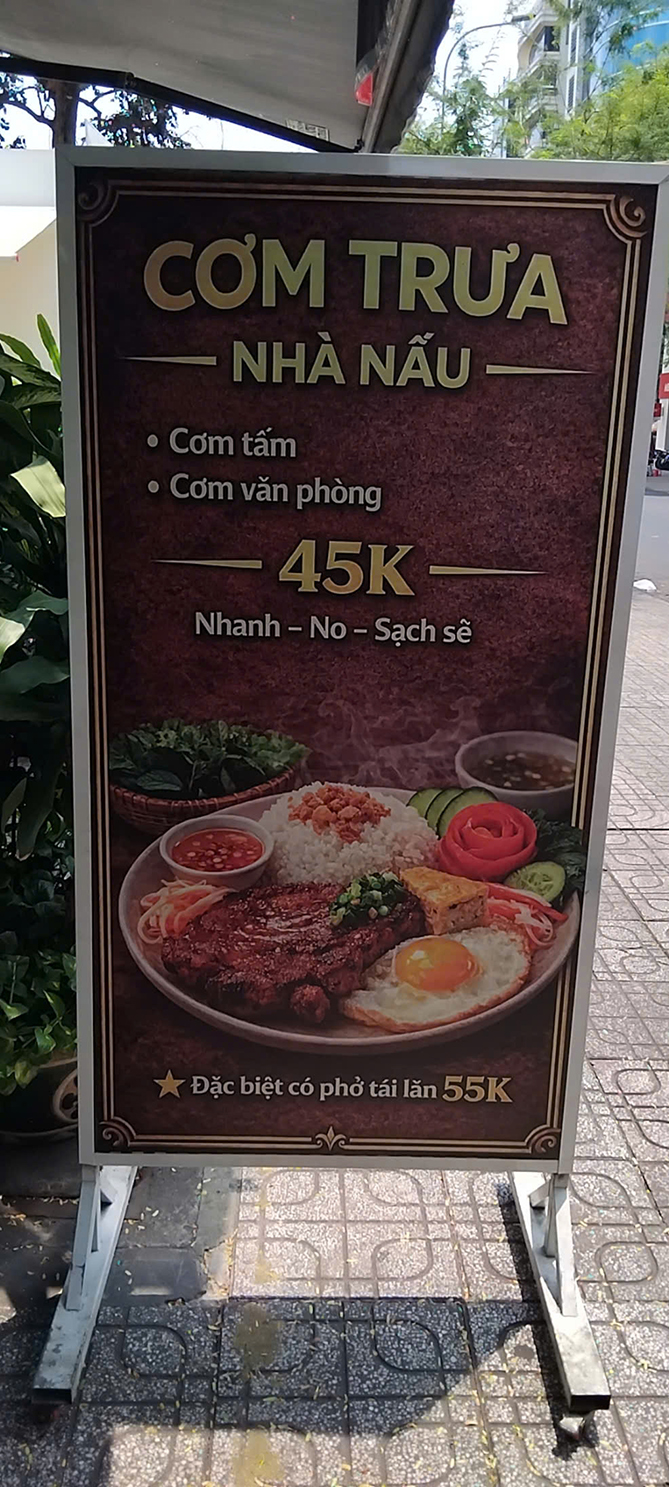 CƠM TRƯA
NHÀ NẤU
• Cơm tấm
• Cơm văn phòng
45K
Nhanh – No – Sạch sẽ
Đặc biệt có phở tái lăn 55K